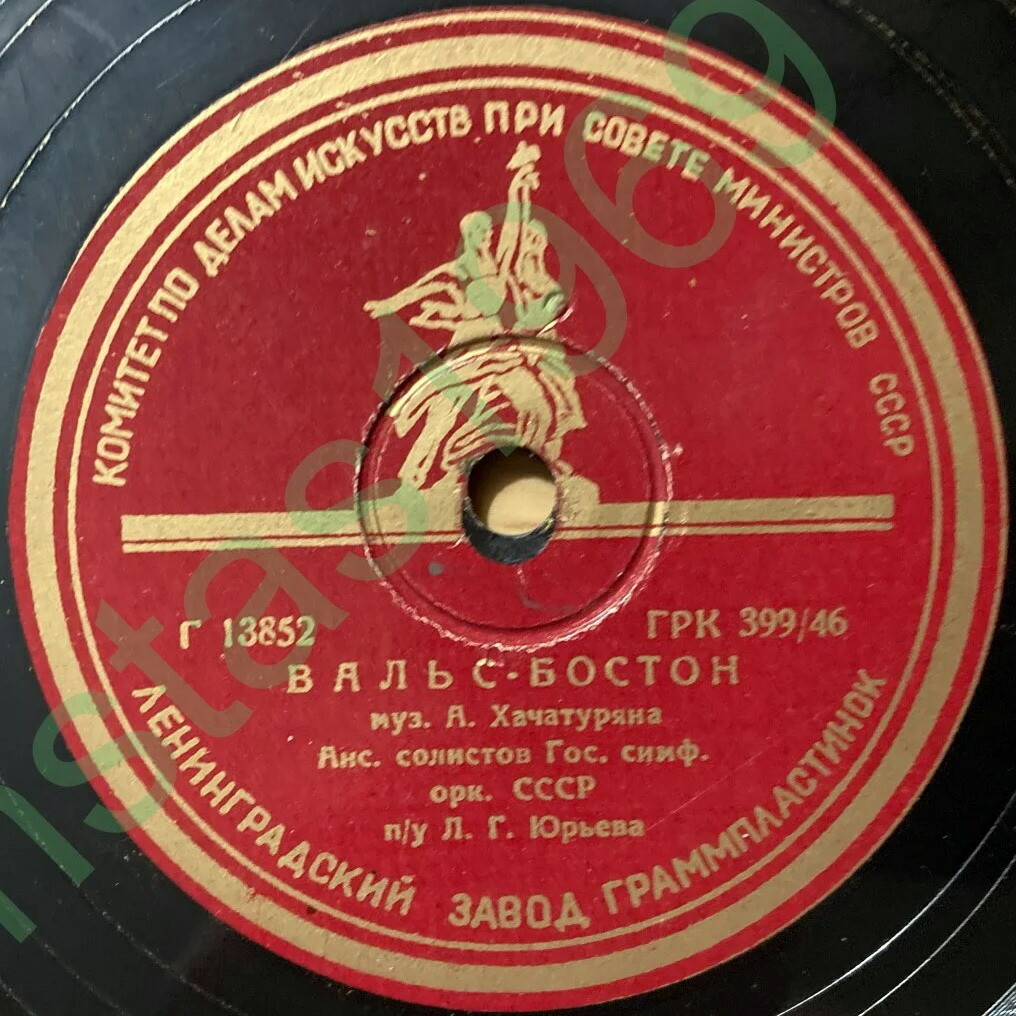 КОМИТЕТ ПО ДЕЛАМ ИСКУССТВ ПРИ СОВЕТЕ МИНИСТРОВ СССР
Г 13852 ГРК 399/46
ВАЛЬС-БОСТОН
муз. А. Хачатуряна
Анс. солистов Гос. симф.
орк. СССР
п/у Л. Г. Юрьева
ЛЕНИНГРАДСКИЙ ЗАВОД ГРАММПЛАСТИНОК
nstas1969